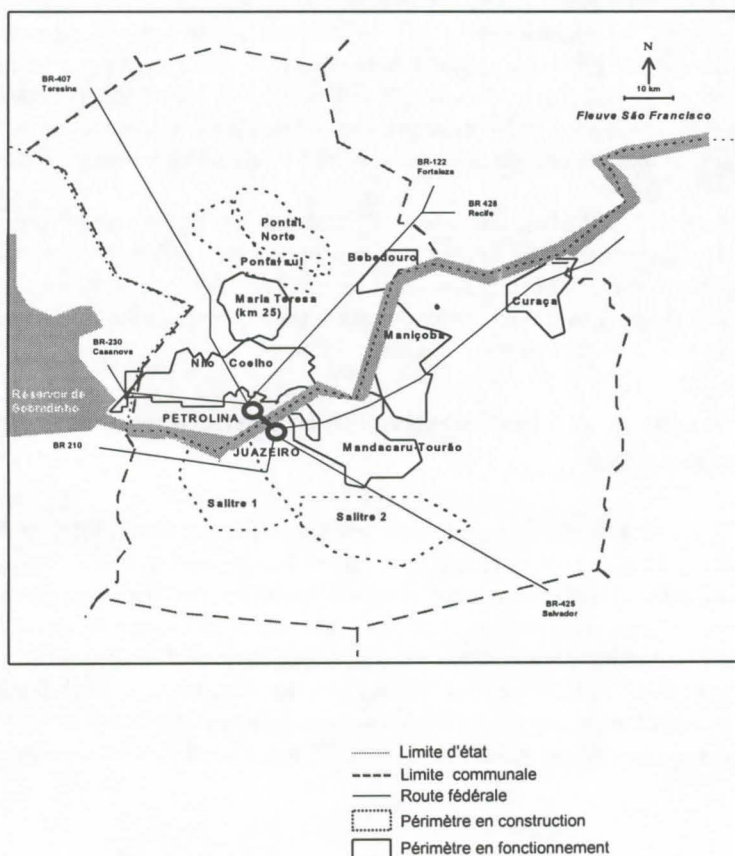 BR-407
Teresina
N
10 km
Fleuve São Francisco
BR-122
Fortaleza
BR 428
Recife
Pontal
Norte
Pontal sul
Bebedouro
Maria Teresa
(km 25)
Curaça
Maniçoba
BR-230
Casanova
Nilo Coelho
Réservoir de
Sobradinho
PETROLINA
BR 210
JUAZEIRO
Mandacaru-Tourão
Salitre 1
Salitre 2
BR-425
Salvador
Limite d'état
Limite communale
Route fédérale
Périmètre en construction
Périmètre en fonctionnement